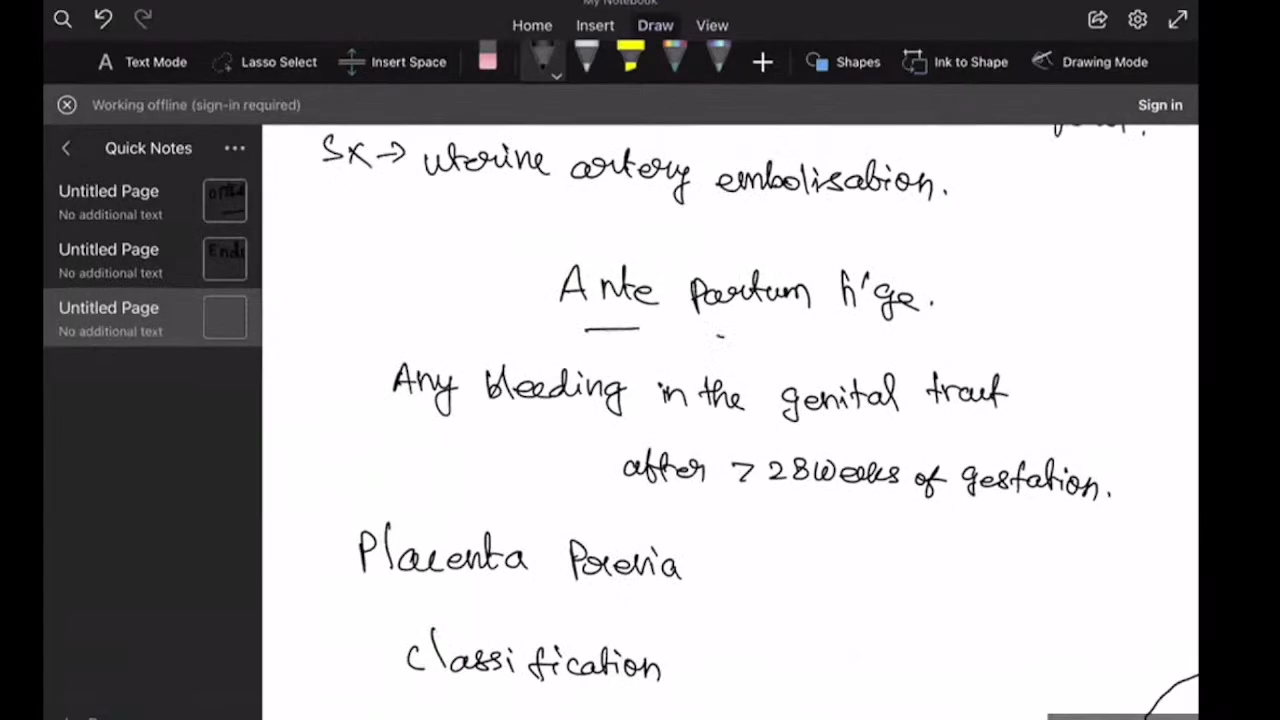 My Notebook
Home Insert Draw View
Text Mode Lasso Select Insert Space Shapes Ink to Shape Drawing Mode
Working offline (sign-in required) Sign in
Quick Notes
Untitled Page
No additional text
Untitled Page
No additional text
Untitled Page
No additional text
Sx → uterine artery embolisation.
Ante partum h'ge.
Any bleeding in the genital tract
after > 28 weeks of gestation.
Placenta Previa
classification